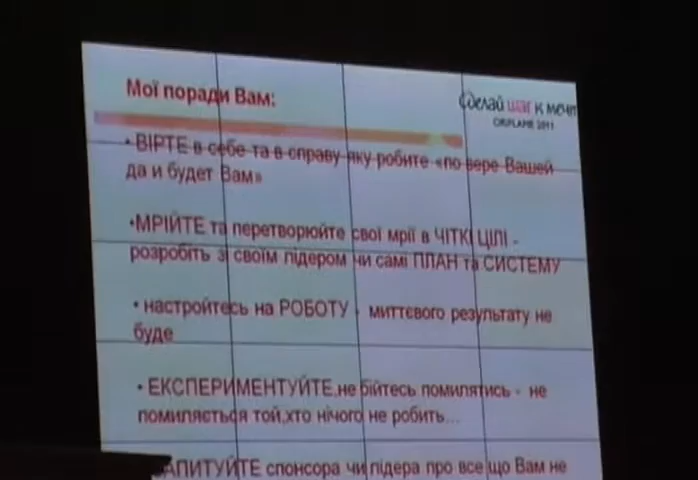 Мої поради Вам:
Сделай шаг к мечт
ORIFLAME 2011
• ВІРТЕ в себе та в справу яку робите «по вере Вашей
да и будет Вам»
•МРІЙТЕ та перетворюйте свої мрії в ЧІТКІ ЦІЛІ -
розробіть зі своїм лідером чи самі ПЛАН та СИСТЕМУ
• настройтесь на РОБОТУ - миттєвого результату не
буде
• ЕКСПЕРИМЕНТУЙТЕ,не бійтесь помилятись - не
помиляється той,хто нічого не робить...
АПИТУЙТЕ спонсора чи лідера про все що Вам не